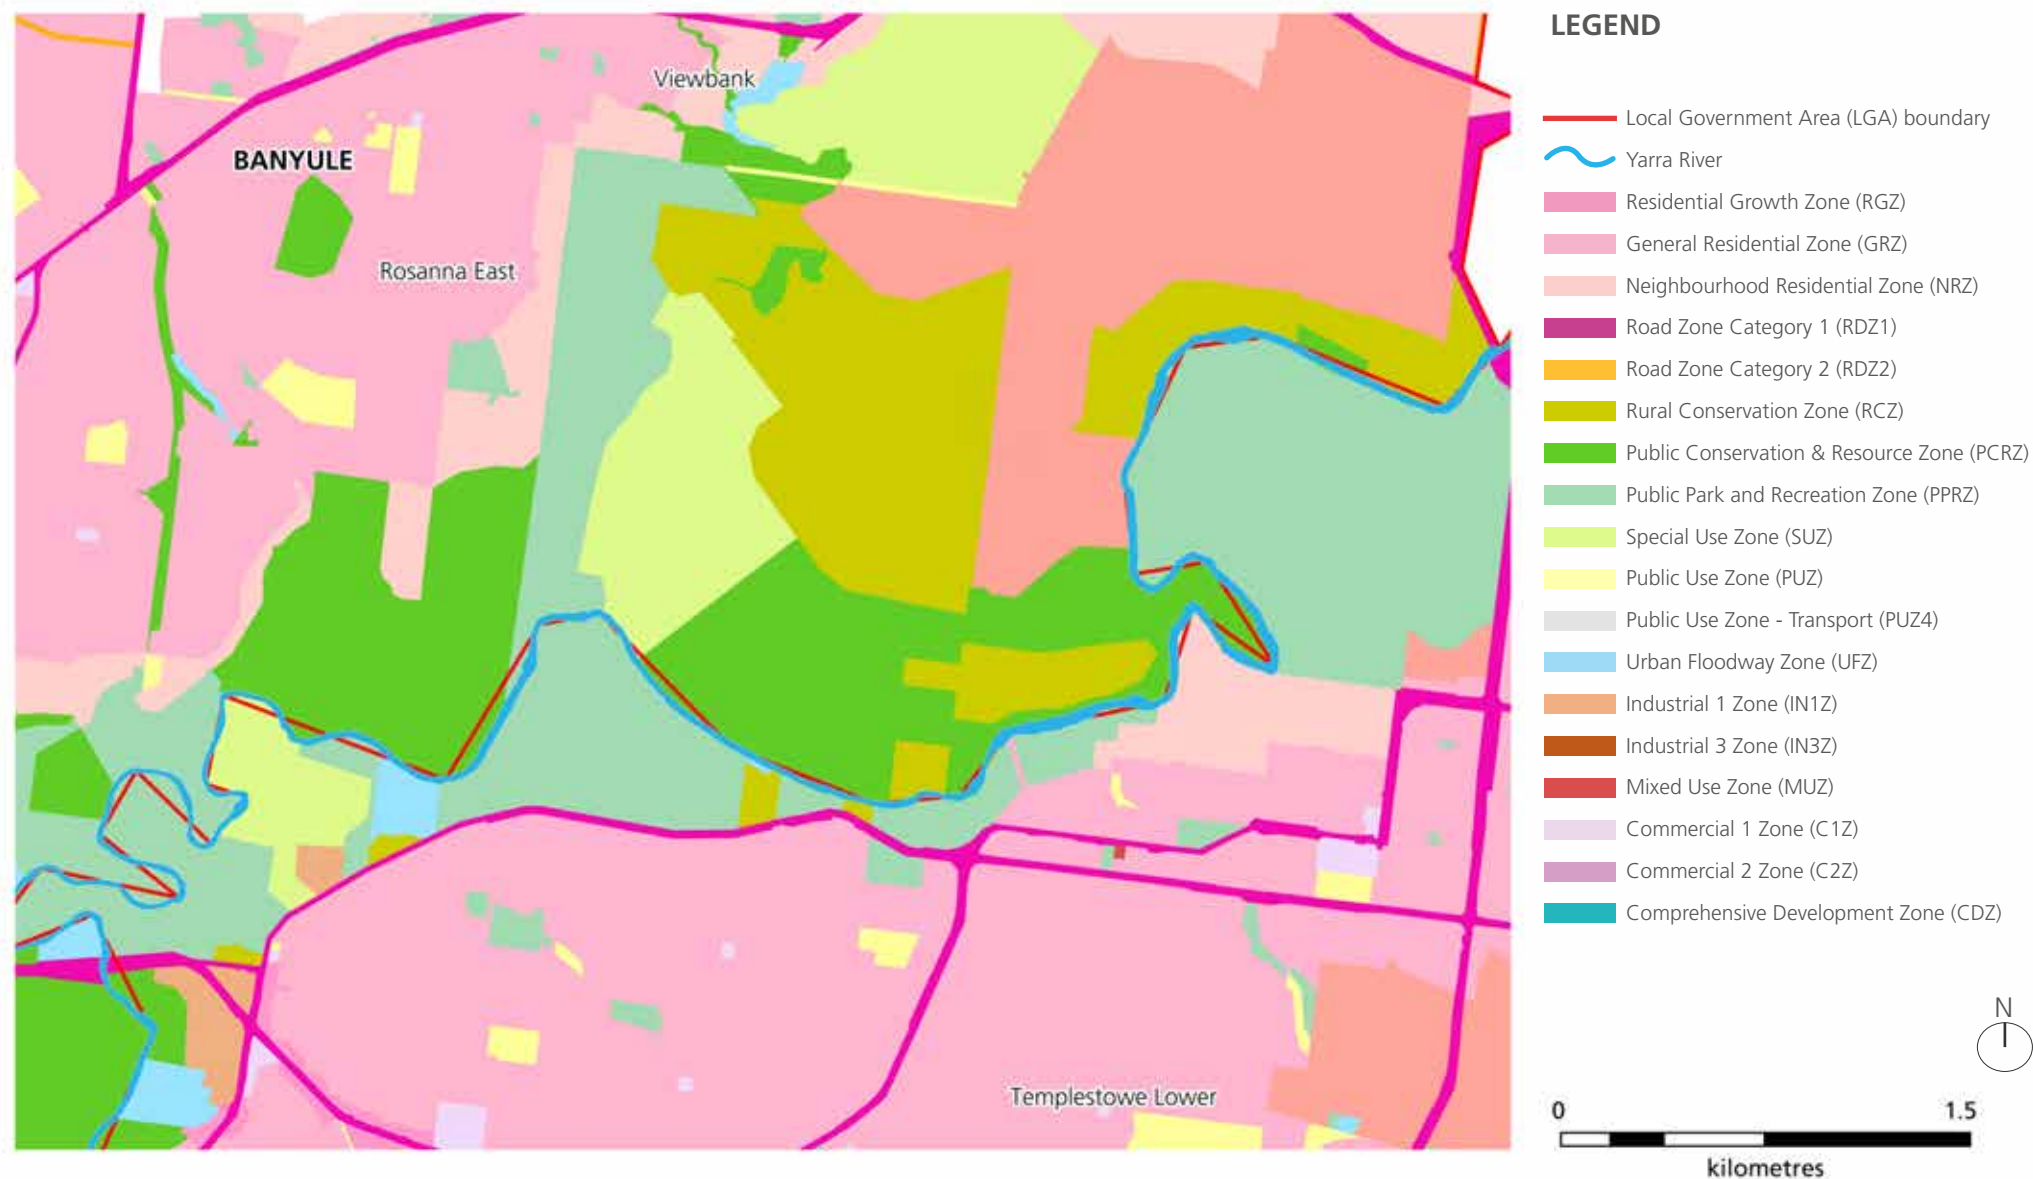 LEGEND
Local Government Area (LGA) boundary
Yarra River
Residential Growth Zone (RGZ)
General Residential Zone (GRZ)
Neighbourhood Residential Zone (NRZ)
Road Zone Category 1 (RDZ1)
Road Zone Category 2 (RDZ2)
Rural Conservation Zone (RCZ)
Public Conservation & Resource Zone (PCRZ)
Public Park and Recreation Zone (PPRZ)
Special Use Zone (SUZ)
Public Use Zone (PUZ)
Public Use Zone - Transport (PUZ4)
Urban Floodway Zone (UFZ)
Industrial 1 Zone (IN1Z)
Industrial 3 Zone (IN3Z)
Mixed Use Zone (MUZ)
Commercial 1 Zone (C1Z)
Commercial 2 Zone (C2Z)
Comprehensive Development Zone (CDZ)
Viewbank
BANYULE
Rosanna East
Templestowe Lower
N
0 1.5
kilometres